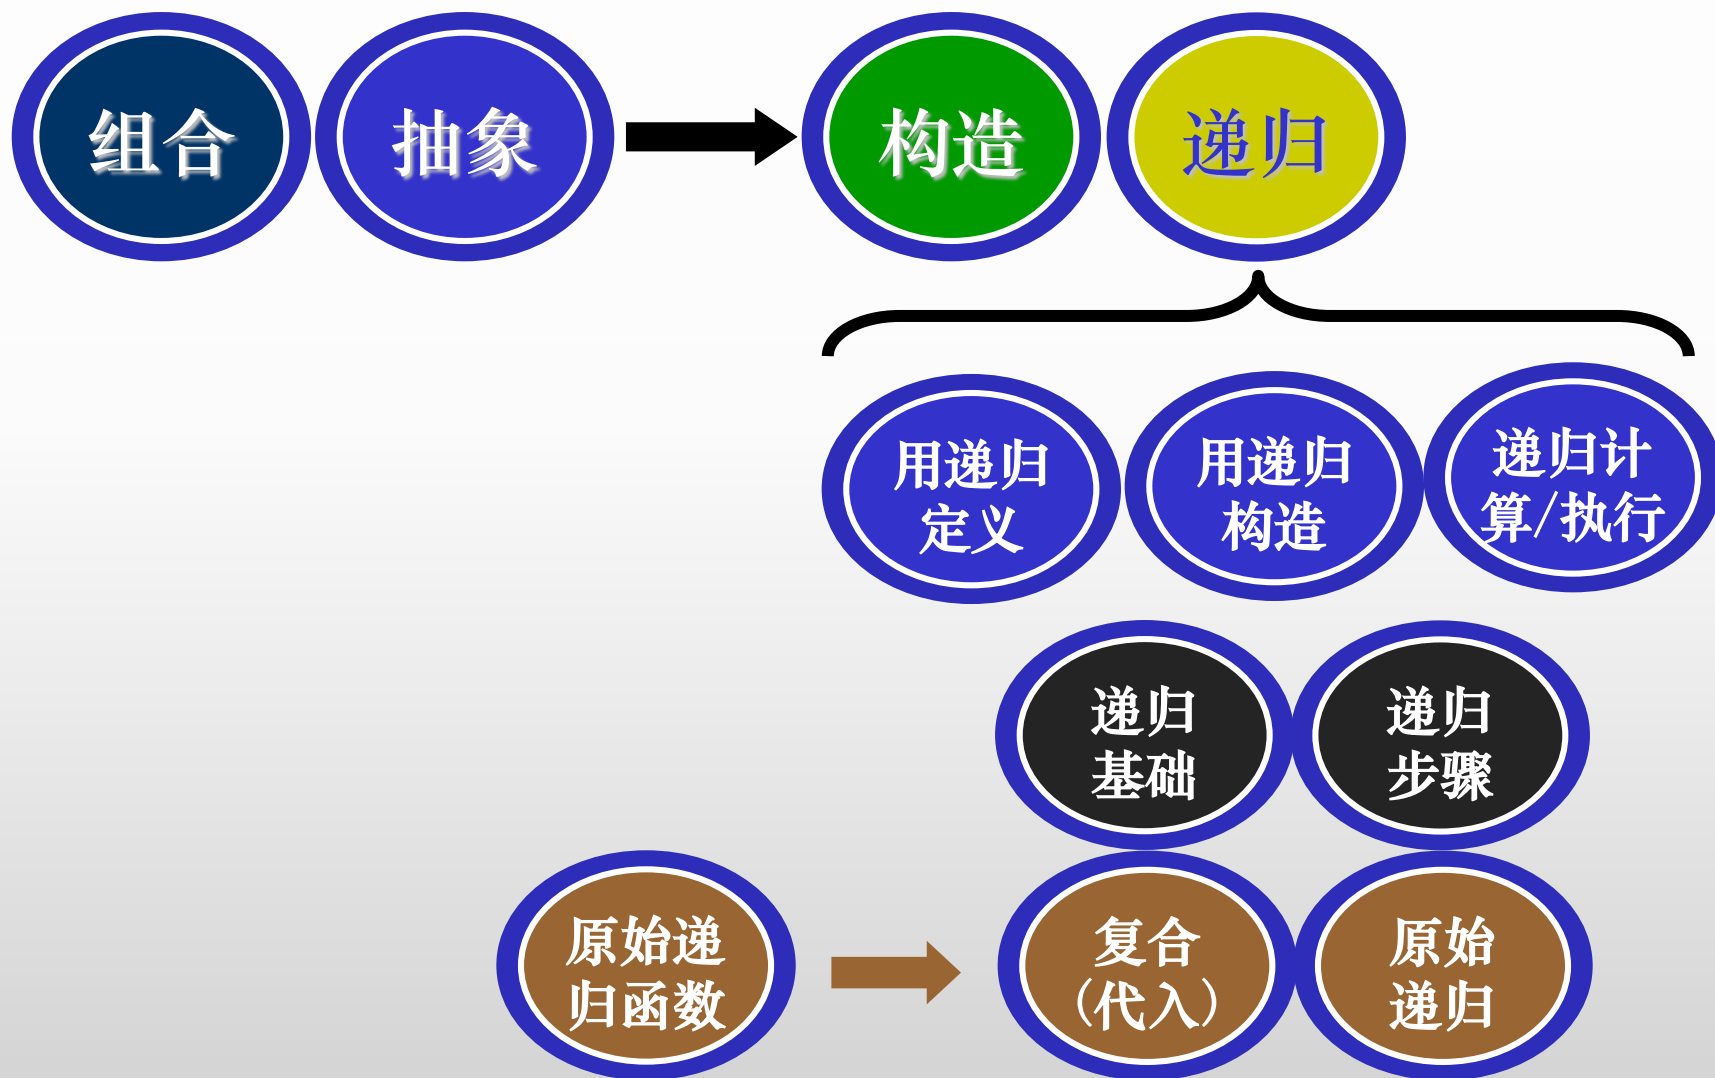 组合
抽象
构造
递归
用递归
定义
用递归
构造
递归计
算/执行
递归
基础
递归
步骤
原始递
归函数
复合
(代入)
原始
递归